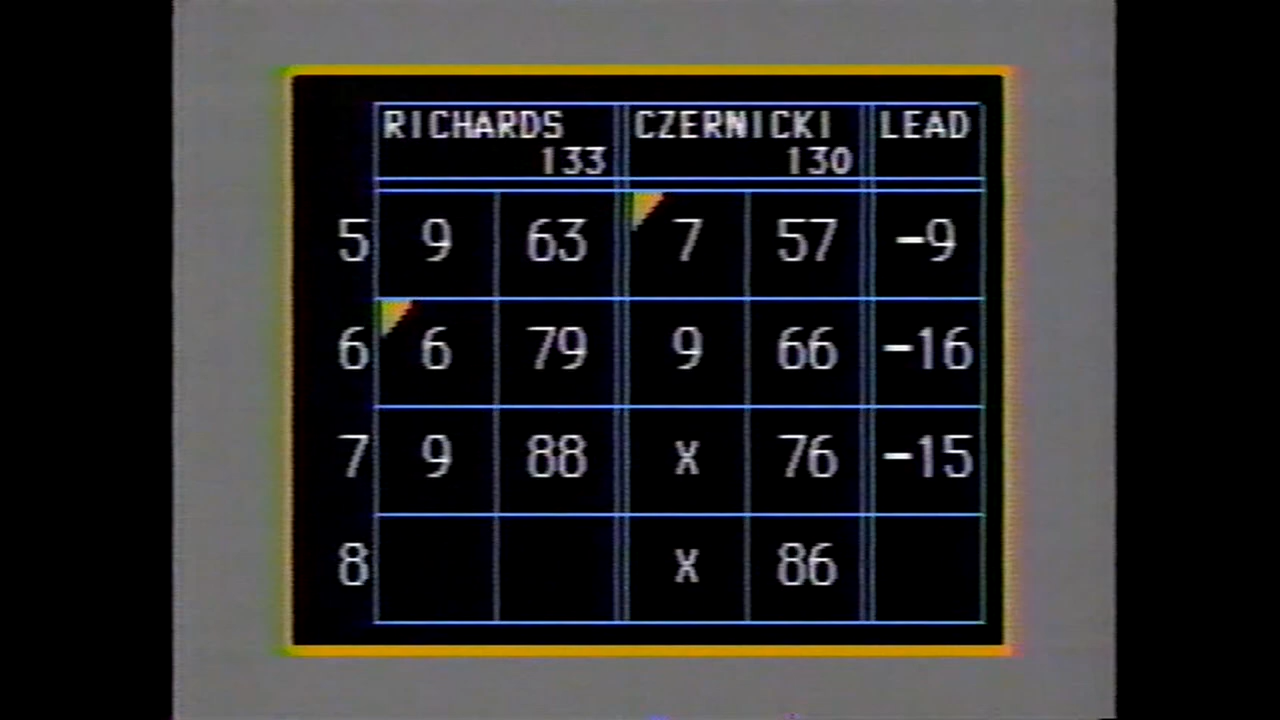 RICHARDS CZERNICKI LEAD
133 130
5 9 63 7 57 -9
6 6 79 9 66 -16
7 9 88 X 76 -15
8 X 86